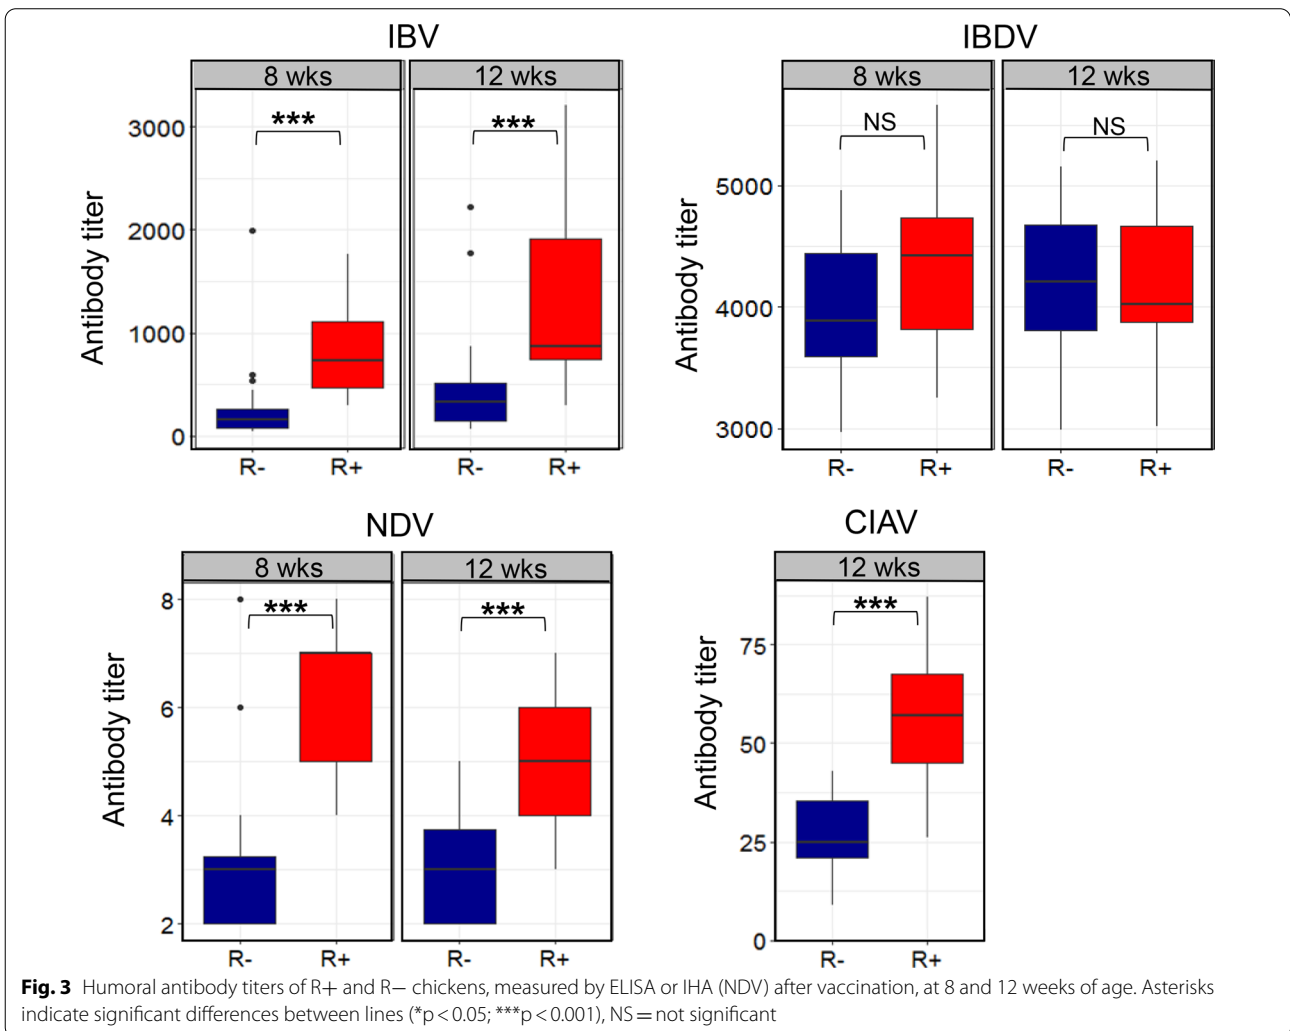 IBV
8 wks
12 wks
***
***
Antibody titer
3000
2000
1000
0
R-
R+
R-
R+
IBDV
8 wks
12 wks
NS
NS
Antibody titer
5000
4000
3000
R-
R+
R-
R+
NDV
8 wks
12 wks
***
***
Antibody titer
8
6
4
2
R-
R+
R-
R+
CIAV
12 wks
***
Antibody titer
75
50
25
0
R-
R+
Fig. 3 Humoral antibody titers of R+ and R− chickens, measured by ELISA or IHA (NDV) after vaccination, at 8 and 12 weeks of age. Asterisks
indicate significant differences between lines (*p < 0.05; ***p < 0.001), NS = not significant